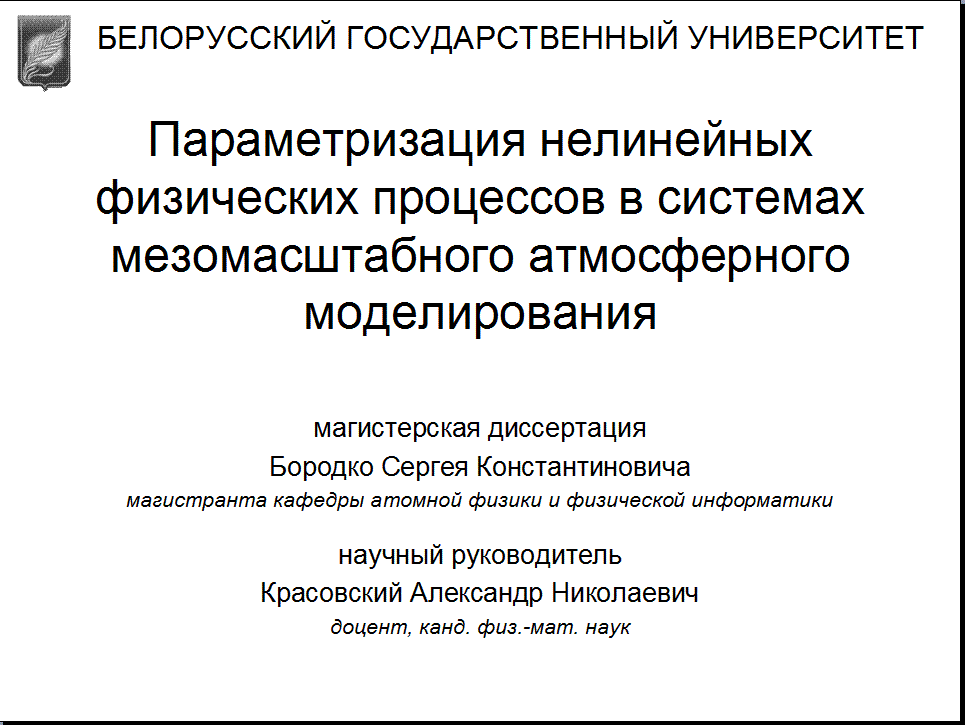 БЕЛОРУССКИЙ ГОСУДАРСТВЕННЫЙ УНИВЕРСИТЕТ
Параметризация нелинейных
физических процессов в системах
мезомасштабного атмосферного
моделирования
магистерская диссертация
Бородко Сергея Константиновича
магистранта кафедры атомной физики и физической информатики
научный руководитель
Красовский Александр Николаевич
доцент, канд. физ.-мат. наук